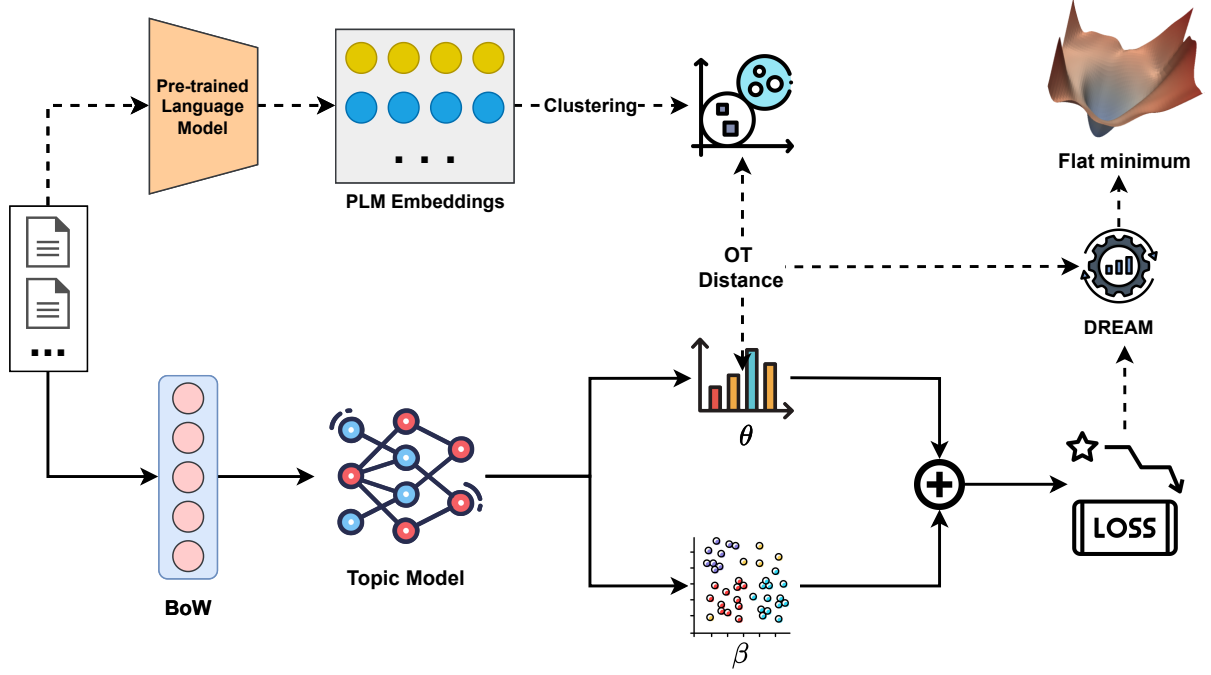 Pre-trained
Language
Model
PLM Embeddings
Clustering
Flat minimum
OT
Distance
DREAM
BoW
Topic Model
θ
β
LOSS